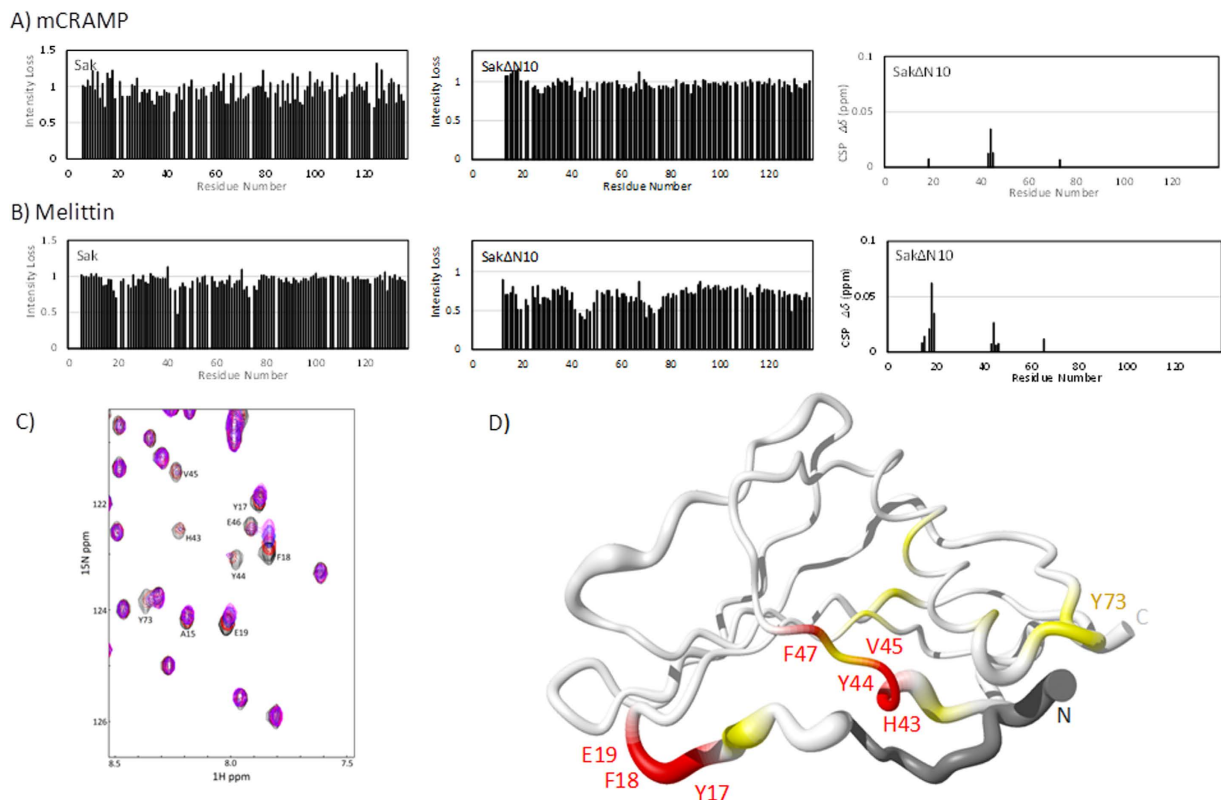 A) mCRAMP
1.5
1
0.5
0
Intensity Loss
Sak
0 20 40 60 80 100 120
Residue Number
1.5
1
0.5
0
Intensity Loss
SakΔN10
0 20 40 60 80 100 120
Residue Number
0.1
0.05
0
CSP Δδ (ppm)
SakΔN10
0 20 40 60 80 100 120
Residue Number
B) Melittin
1.5
1
0.5
0
Intensity Loss
Sak
0 20 40 60 80 100 120
Residue Number
1
0.5
0
Intensity Loss
SakΔN10
0 20 40 60 80 100 120
Residue Number
0.1
0.05
0
CSP Δδ (ppm)
SakΔN10
0 20 40 60 80 100 120
Residue Number
C)
122
124
126
15N ppm
V45
Y17
E46
H43
F18
Y44
Y73
A15
E19
8.5 8.0 7.5
1H ppm
D)
Y73
C
F47
V45
Y44
H43
N
E19
F18
Y17